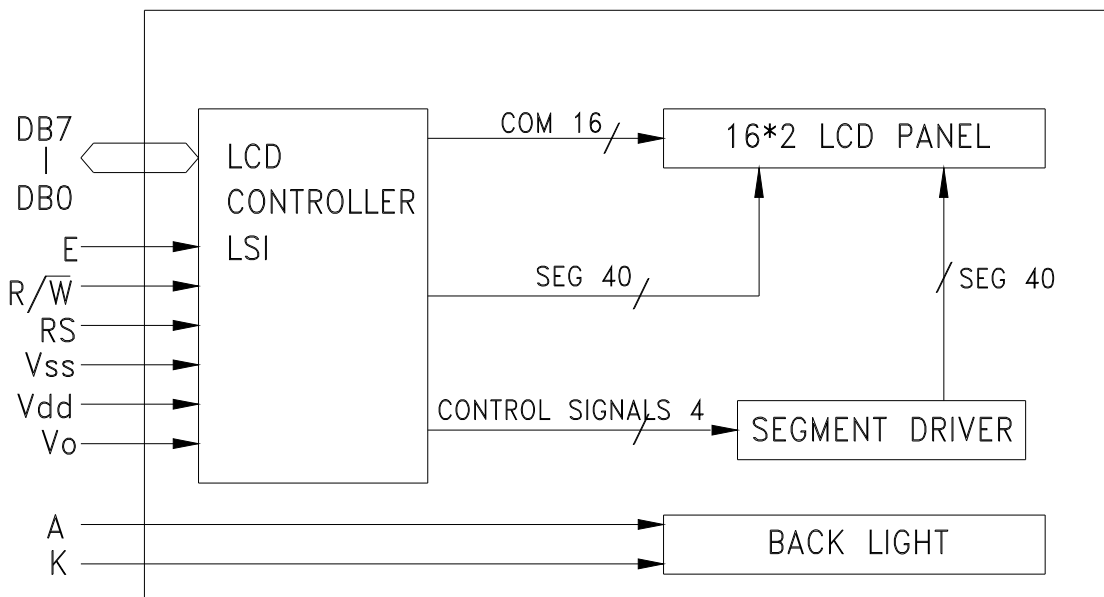 DB7
DB0
E
R/W̅
RS
Vss
Vdd
Vo
A
K
LCD
CONTROLLER
LSI
COM 16
SEG 40
CONTROL SIGNALS 4
16*2 LCD PANEL
SEG 40
SEGMENT DRIVER
BACK LIGHT